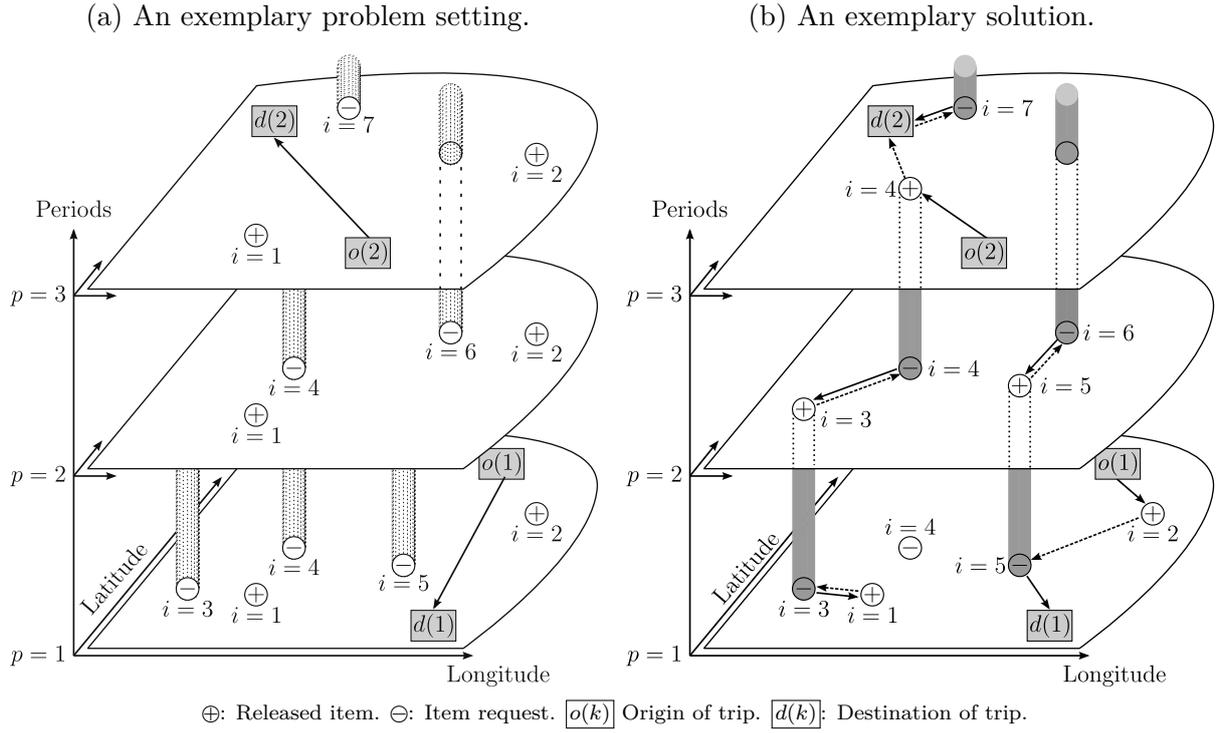 (a) An exemplary problem setting.
(b) An exemplary solution.
d(2)
− i = 7
+ i = 2
Periods
+ i = 1
o(2)
p = 3
− i = 6
+ i = 2
− i = 4
+ i = 1
p = 2
o(1)
+ i = 2
− i = 4
− i = 5
− i = 3
+ i = 1
d(1)
Latitude
p = 1
Longitude
d(2)
− i = 7
i = 4 +
Periods
o(2)
p = 3
− i = 6
− i = 4
+ i = 5
+ i = 3
p = 2
o(1)
+ i = 2
i = 4 −
i = 5 −
− i = 3
+ i = 1
d(1)
Latitude
p = 1
Longitude
⊕: Released item. ⊖: Item request. o(k) Origin of trip. d(k): Destination of trip.